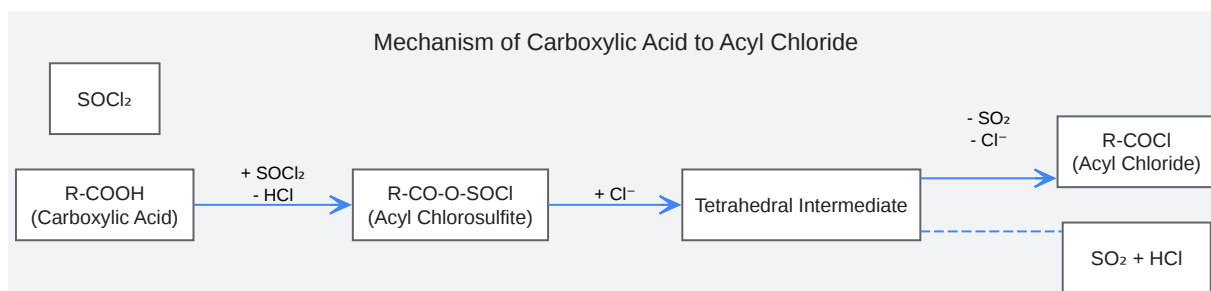 Mechanism of Carboxylic Acid to Acyl Chloride
SOCl₂
R-COOH
(Carboxylic Acid)
+ SOCl₂
- HCl
R-CO-O-SOCl
(Acyl Chlorosulfite)
+ Cl⁻
Tetrahedral Intermediate
- SO₂
- Cl⁻
R-COCl
(Acyl Chloride)
SO₂ + HCl